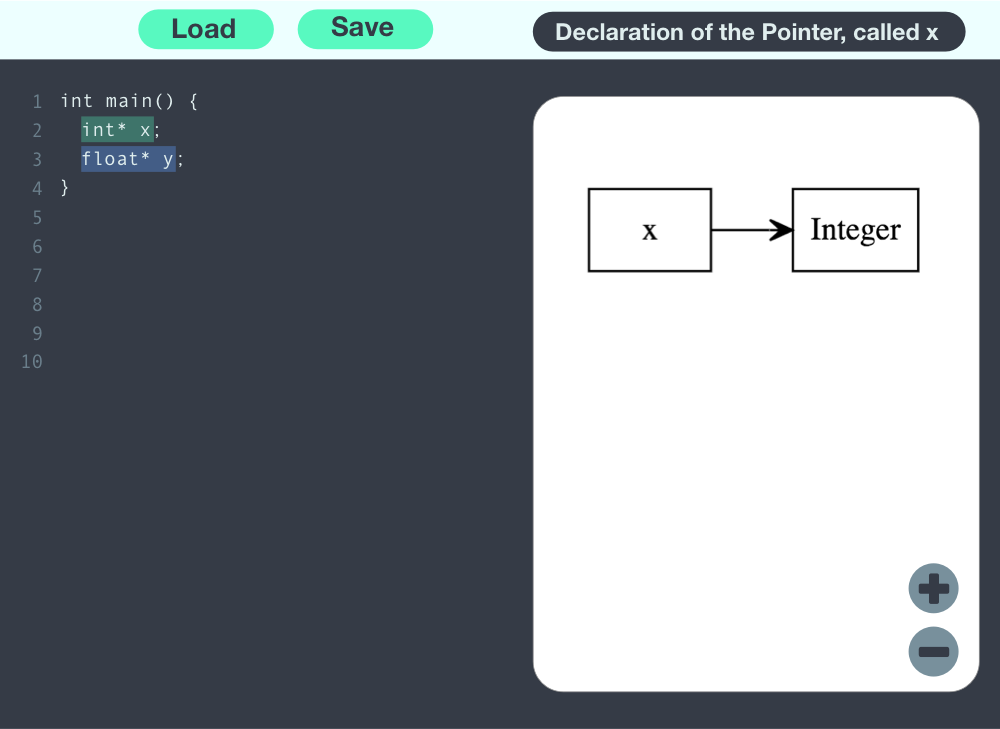 Load
Save
Declaration of the Pointer, called x
1 int main() {
2 int* x;
3 float* y;
4 }
5
6
7
8
9
10
x
Integer